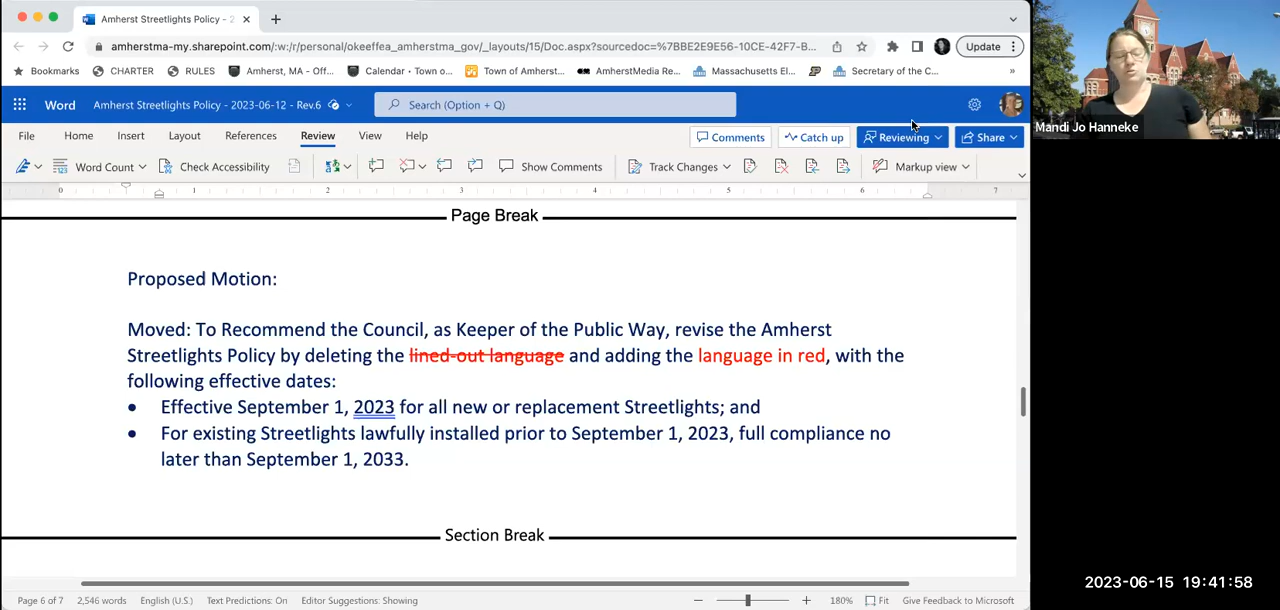 Amherst Streetlights Policy - 2
amherstma-my.sharepoint.com/:w:/r/personal/okeeffea_amherstma_gov/_layouts/15/Doc.aspx?sourcedoc=%7BBE2E9E56-10CE-42F7-B...
Update
Bookmarks CHARTER RULES Amherst, MA - Off... Calendar • Town o... Town of Amherst... AmherstMedia Re... Massachusetts El... Secretary of the C... »
Word Amherst Streetlights Policy - 2023-06-12 - Rev.6 Search (Option + Q)
File Home Insert Layout References Review View Help Comments Catch up Reviewing Share
Word Count Check Accessibility Show Comments Track Changes Markup view
0 1 2 3 4 5 6 7
Page Break
Proposed Motion:
Moved: To Recommend the Council, as Keeper of the Public Way, revise the Amherst
Streetlights Policy by deleting the lined-out language and adding the language in red, with the
following effective dates:
• Effective September 1, 2023 for all new or replacement Streetlights; and
• For existing Streetlights lawfully installed prior to September 1, 2023, full compliance no
later than September 1, 2033.
Section Break
Page 6 of 7 2,546 words English (U.S.) Text Predictions: On Editor Suggestions: Showing 180% Fit Give Feedback to Microsoft
Mandi Jo Hanneke
2023-06-15 19:41:58